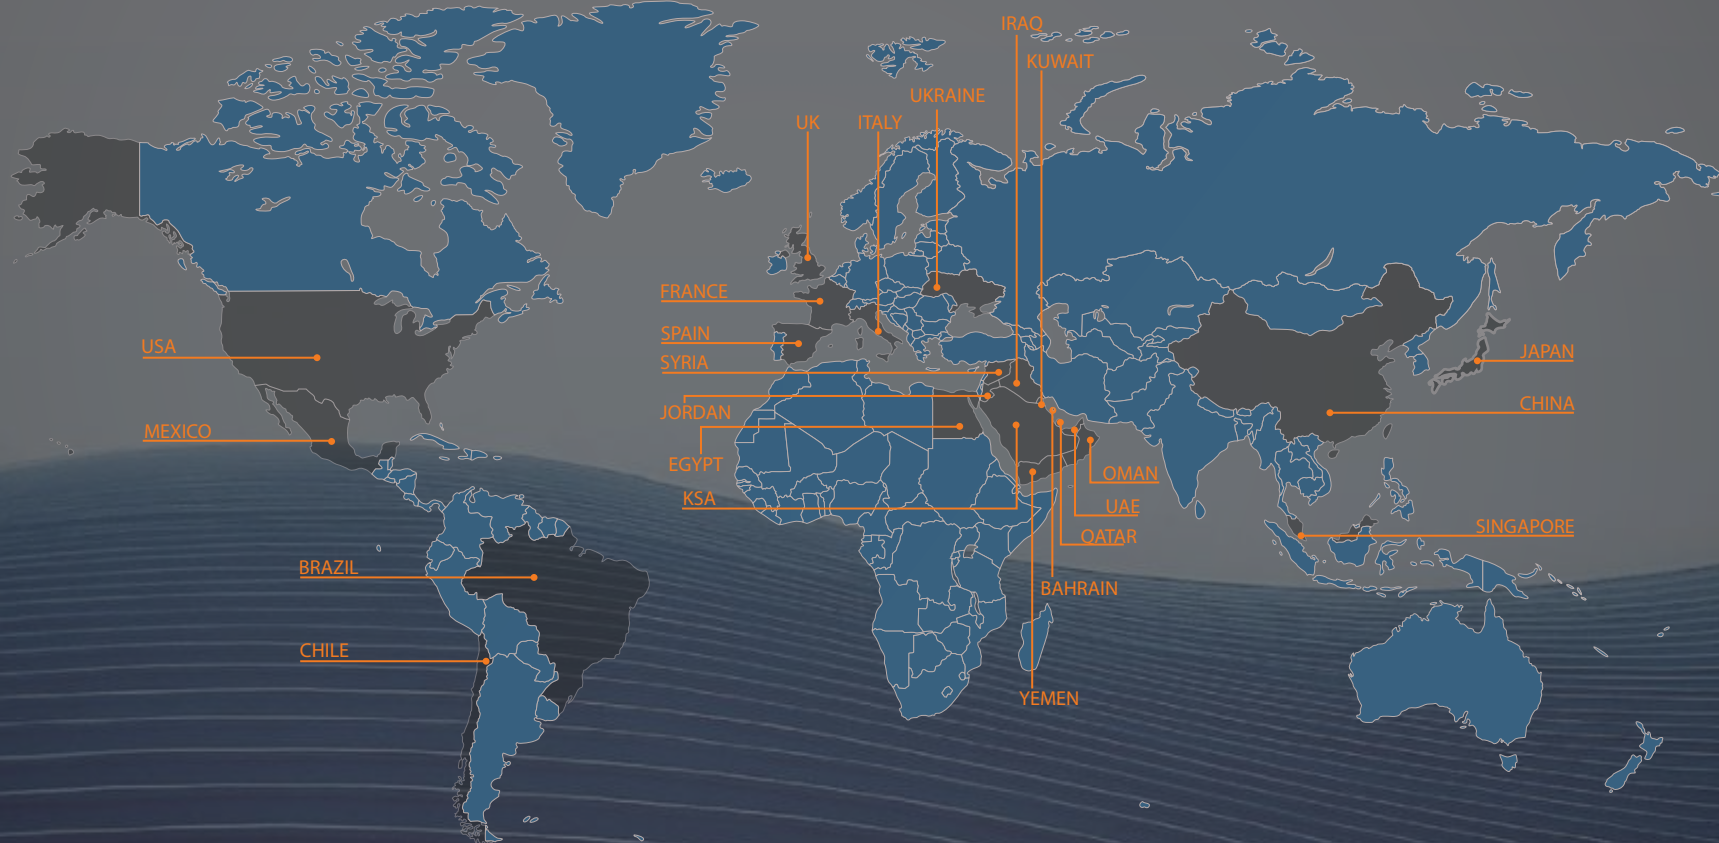 IRAQ
KUWAIT
UKRAINE
UK
ITALY
FRANCE
SPAIN
SYRIA
JORDAN
EGYPT
KSA
USA
MEXICO
BRAZIL
CHILE
OMAN
UAE
QATAR
BAHRAIN
YEMEN
JAPAN
CHINA
SINGAPORE